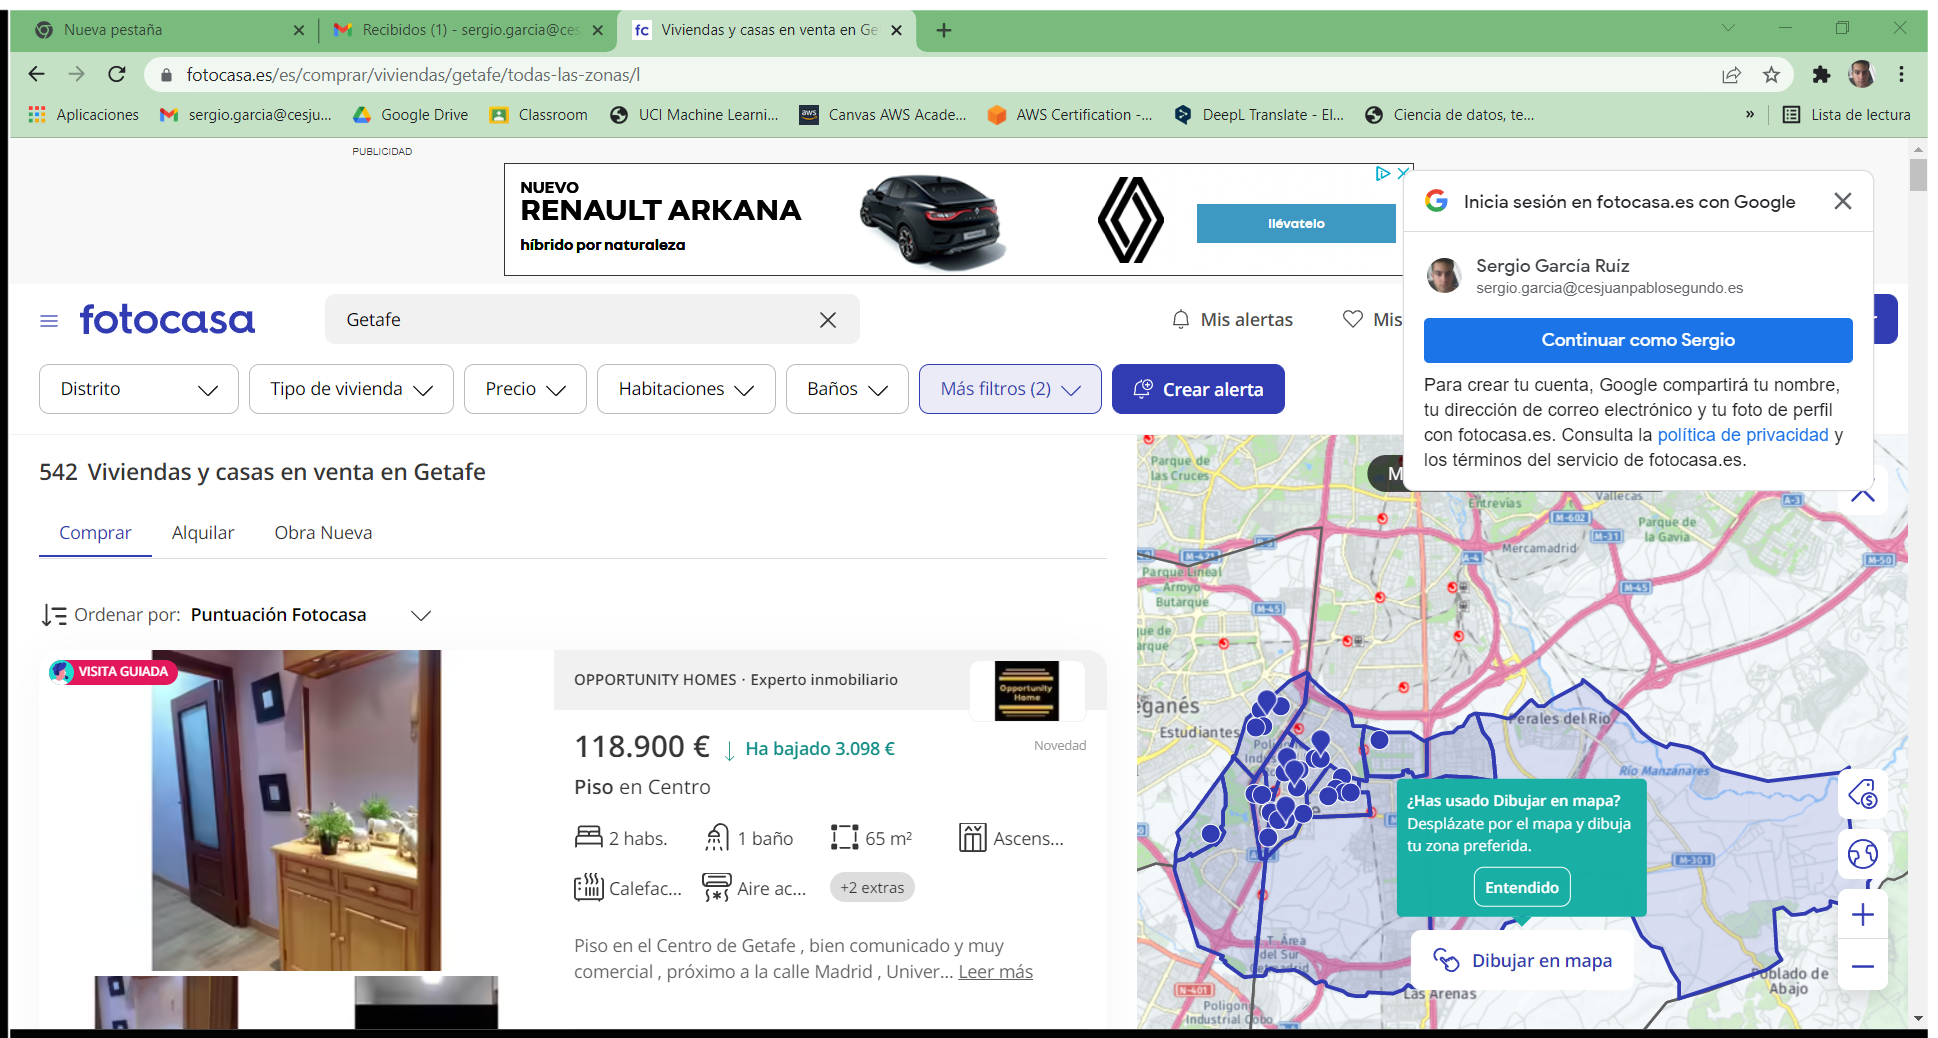 Nueva pestaña
Recibidos (1) - sergio.garcia@ces
fc Viviendas y casas en venta en Ge
fotocasa.es/es/comprar/viviendas/getafe/todas-las-zonas/l
Aplicaciones
sergio.garcia@cesju...
Google Drive
Classroom
UCI Machine Learni...
aws Canvas AWS Acade...
AWS Certification -...
DeepL Translate - El...
Ciencia de datos, te...
»
Lista de lectura
PUBLICIDAD
NUEVO
RENAULT ARKANA
híbrido por naturaleza
llévatelo
Inicia sesión en fotocasa.es con Google
Sergio García Ruíz
sergio.garcia@cesjuanpablosegundo.es
Continuar como Sergio
Para crear tu cuenta, Google compartirá tu nombre,
tu dirección de correo electrónico y tu foto de perfil
con fotocasa.es. Consulta la política de privacidad y
los términos del servicio de fotocasa.es.
fotocasa
Getafe
Mis alertas
Mis
Distrito
Tipo de vivienda
Precio
Habitaciones
Baños
Más filtros (2)
Crear alerta
542 Viviendas y casas en venta en Getafe
Comprar
Alquilar
Obra Nueva
Ordenar por: Puntuación Fotocasa
VISITA GUIADA
OPPORTUNITY HOMES · Experto inmobiliario
Opportunity
Home
118.900 € ↓ Ha bajado 3.098 €
Novedad
Piso en Centro
2 habs.
1 baño
65 m²
Ascens...
Calefac...
Aire ac...
+2 extras
Piso en el Centro de Getafe , bien comunicado y muy
comercial , próximo a la calle Madrid , Univer... Leer más
Parque de
las Cruces
M
Entrevías
Vallecas
A-3
M-602
Parque de
la Gavia
M-31
Mercamadrid
A-4
M-50
M-421
Parque Lineal
Arroyo
Butarque
M-45
M-45
que de
arque
eganés
Estudiantes
Perales del Río
Río Manzanares
¿Has usado Dibujar en mapa?
Desplázate por el mapa y dibuja
tu zona preferida.
Entendido
M-301
Dibujar en mapa
T. Área
del Sur
N-401
Las Arenas
Poligono
Industrial Cobo
Poblado de
Abajo